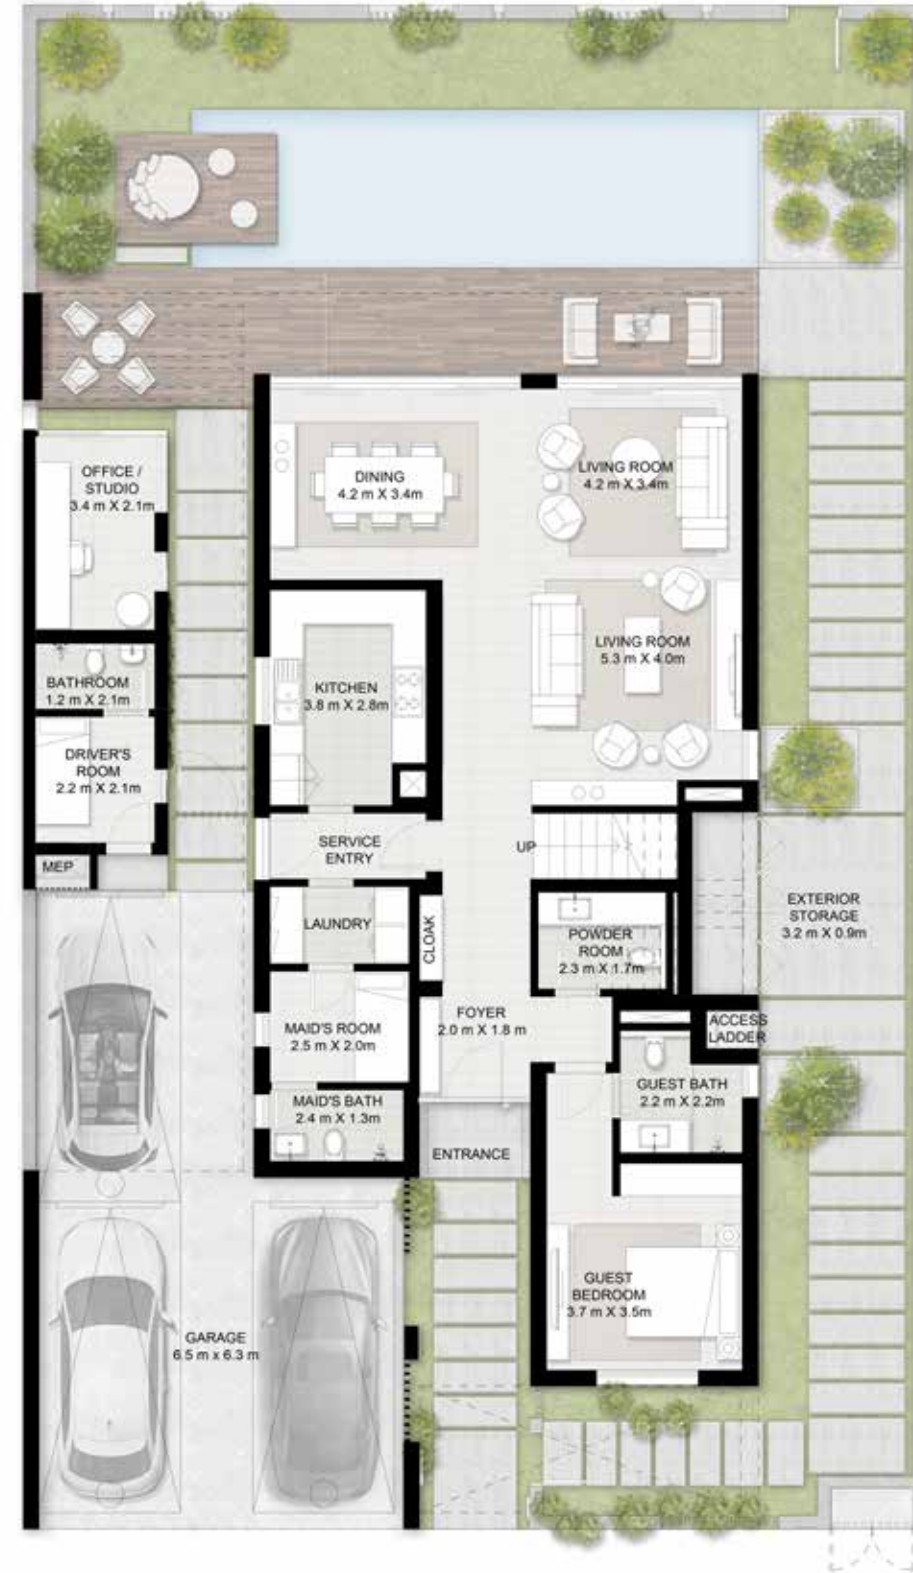 OFFICE /
STUDIO
3.4 m X 2.1m
DINING
4.2 m X 3.4m
LIVING ROOM
4.2 m X 3.4m
LIVING ROOM
5.3 m X 4.0m
KITCHEN
3.8 m X 2.8m
BATHROOM
1.2 m X 2.1m
DRIVER'S
ROOM
2.2 m X 2.1m
MEP
SERVICE
ENTRY
UP
LAUNDRY
CLOAK
POWDER
ROOM
2.3 m X 1.7m
EXTERIOR
STORAGE
3.2 m X 0.9m
MAID'S ROOM
2.5 m X 2.0m
FOYER
2.0 m X 1.8 m
ACCESS
LADDER
MAID'S BATH
2.4 m X 1.3m
GUEST BATH
2.2 m X 2.2m
ENTRANCE
GUEST
BEDROOM
3.7 m X 3.5m
GARAGE
6.5 m x 6.3 m